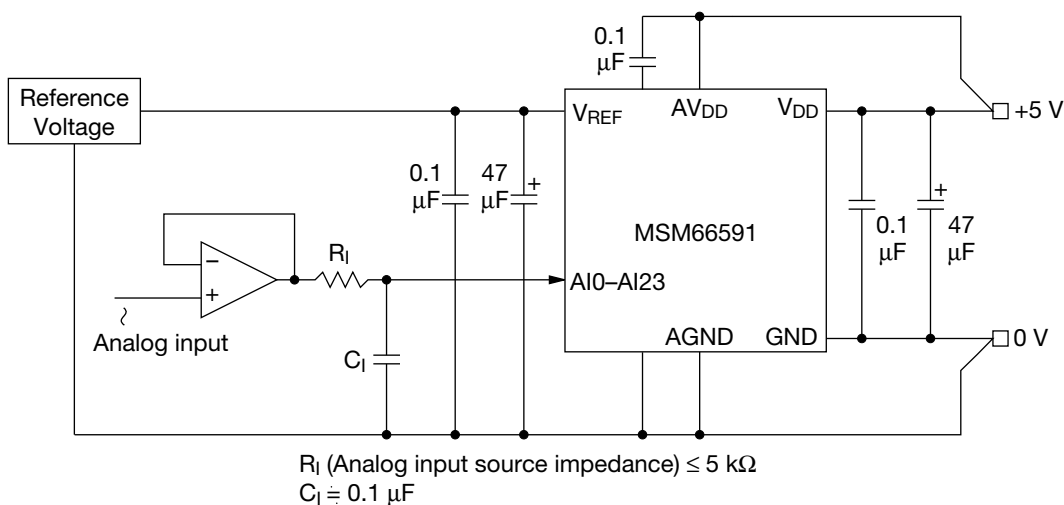 0.1
μF
Reference
Voltage
V_REF
AV_DD
V_DD
+5 V
0.1
μF
47
μF
+
MSM66591
+
0.1
μF
47
μF
R_I
−
+
AI0–AI23
Analog input
C_I
AGND
GND
0 V
R_I (Analog input source impedance) ≤ 5 kΩ
C_I ≒ 0.1 μF